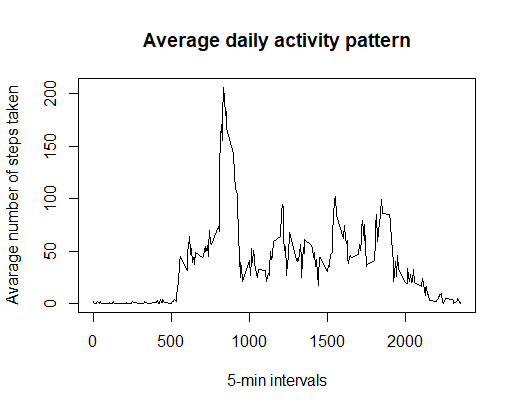 Average daily activity pattern
Avarage number of steps taken
200
150
100
50
0
0 500 1000 1500 2000
5-min intervals